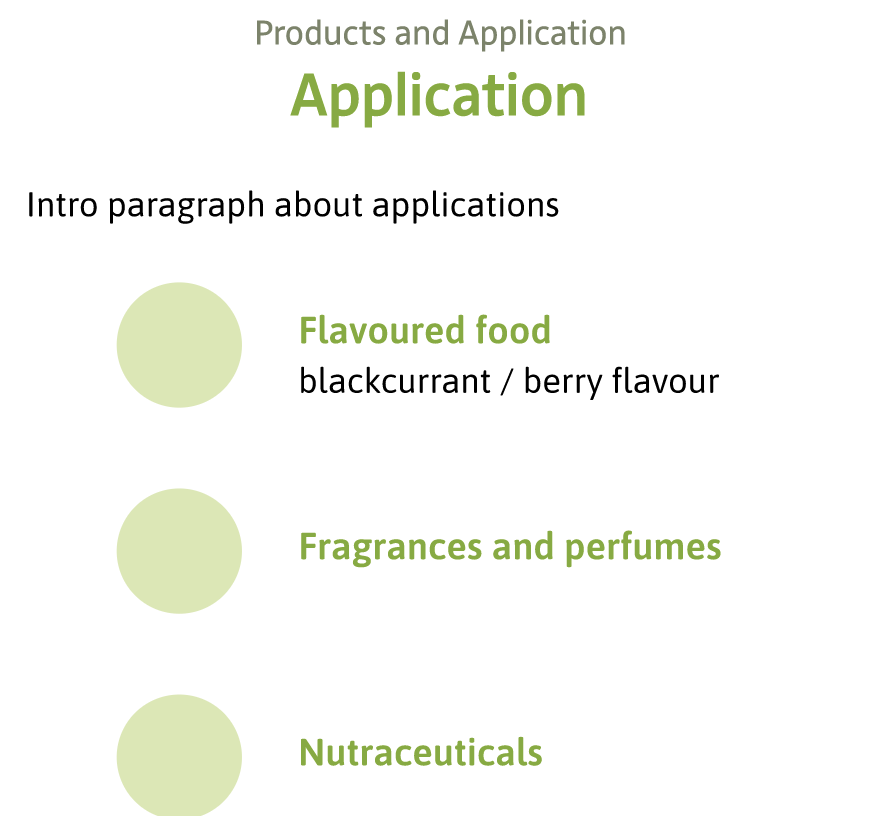 Products and Application
Application
Intro paragraph about applications
Flavoured food
blackcurrant / berry flavour
Fragrances and perfumes
Nutraceuticals